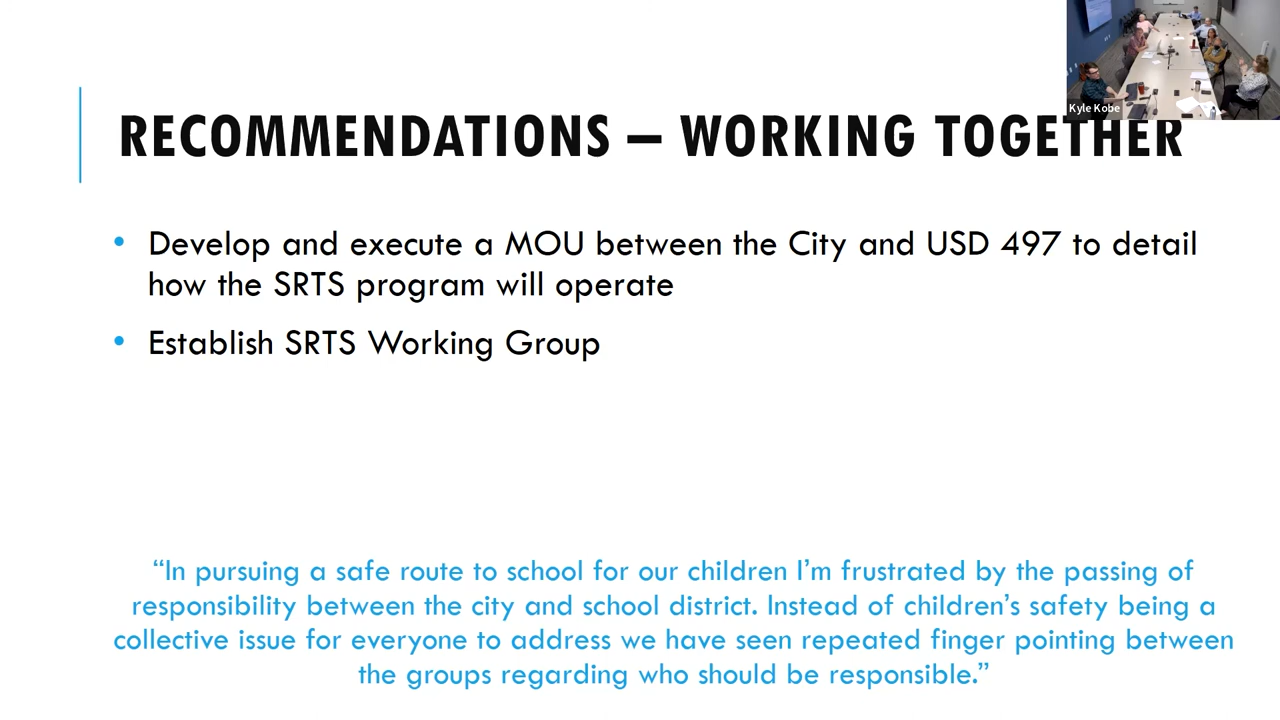 Kyle Kobe
RECOMMENDATIONS – WORKING TOGETHER
• Develop and execute a MOU between the City and USD 497 to detail
how the SRTS program will operate
• Establish SRTS Working Group
“In pursuing a safe route to school for our children I’m frustrated by the passing of
responsibility between the city and school district. Instead of children’s safety being a
collective issue for everyone to address we have seen repeated finger pointing between
the groups regarding who should be responsible.”